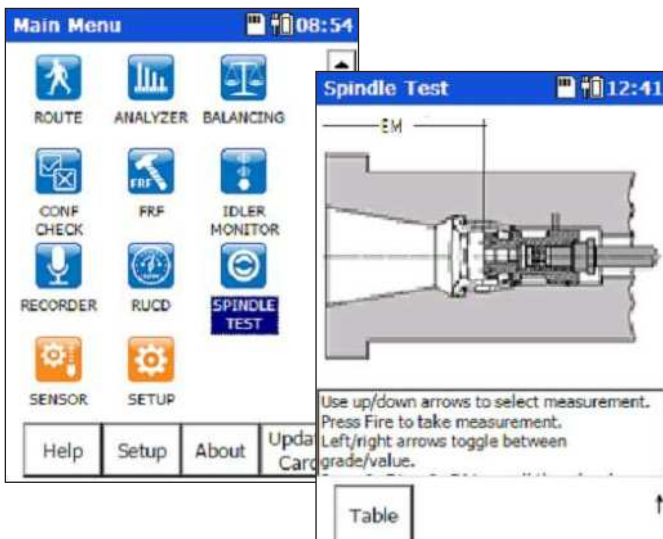 Main Menu 08:54
ROUTE ANALYZER BALANCING
CONF CHECK FRF IDLER MONITOR
FRF
RECORDER RUCD SPINDLE TEST
SENSOR SETUP
Help Setup About
Spindle Test 12:41
EM
Use up/down arrows to select measurement.
Press Fire to take measurement.
Left/right arrows toggle between
grade/value.
Table